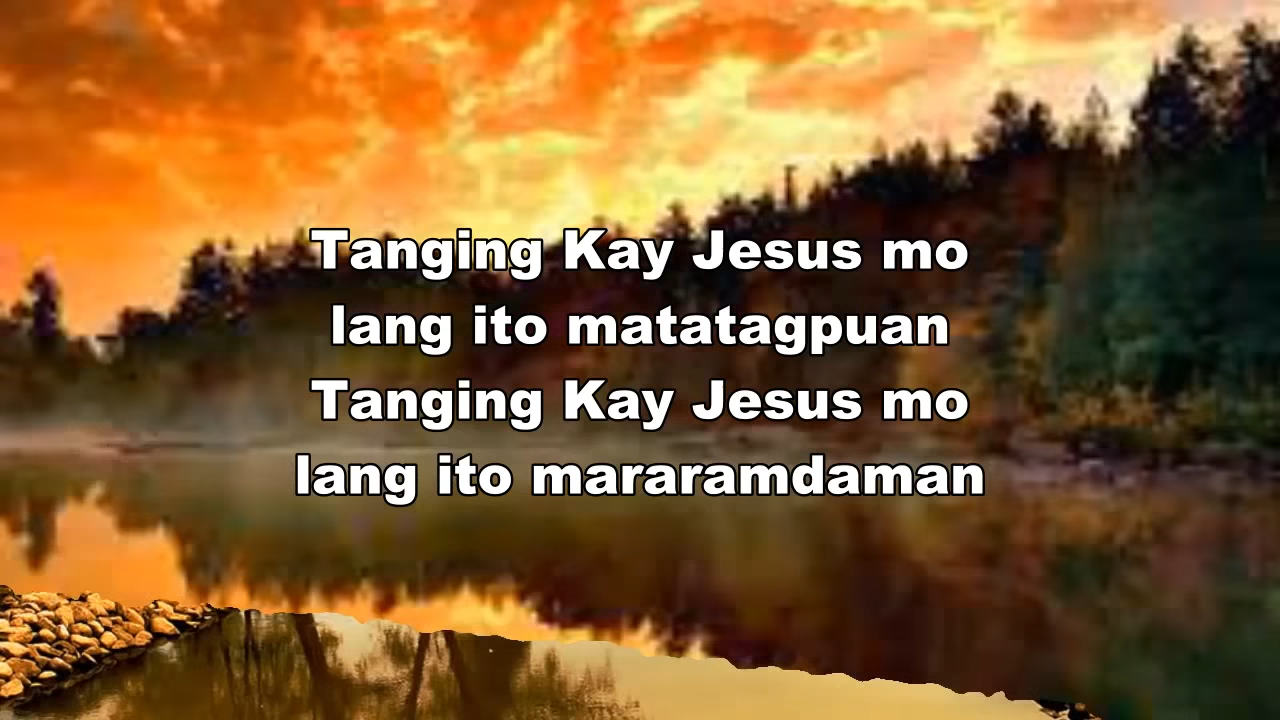 Tanging Kay Jesus mo
lang ito matatagpuan
Tanging Kay Jesus mo
lang ito mararamdaman